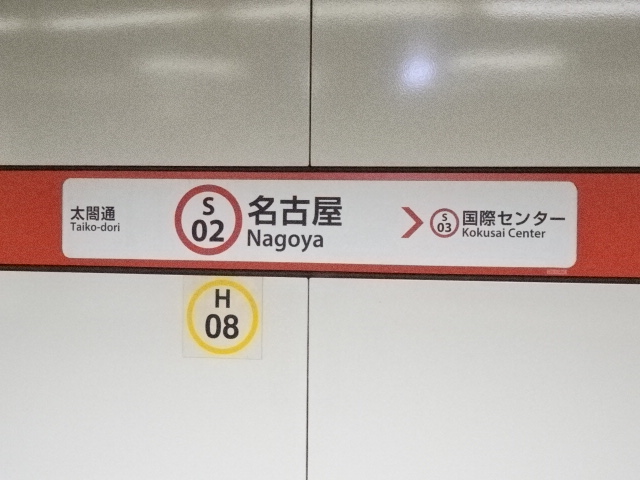 太閤通
Taiko-dori
S
02
名古屋
Nagoya
S
03
国際センター
Kokusai Center
H
08